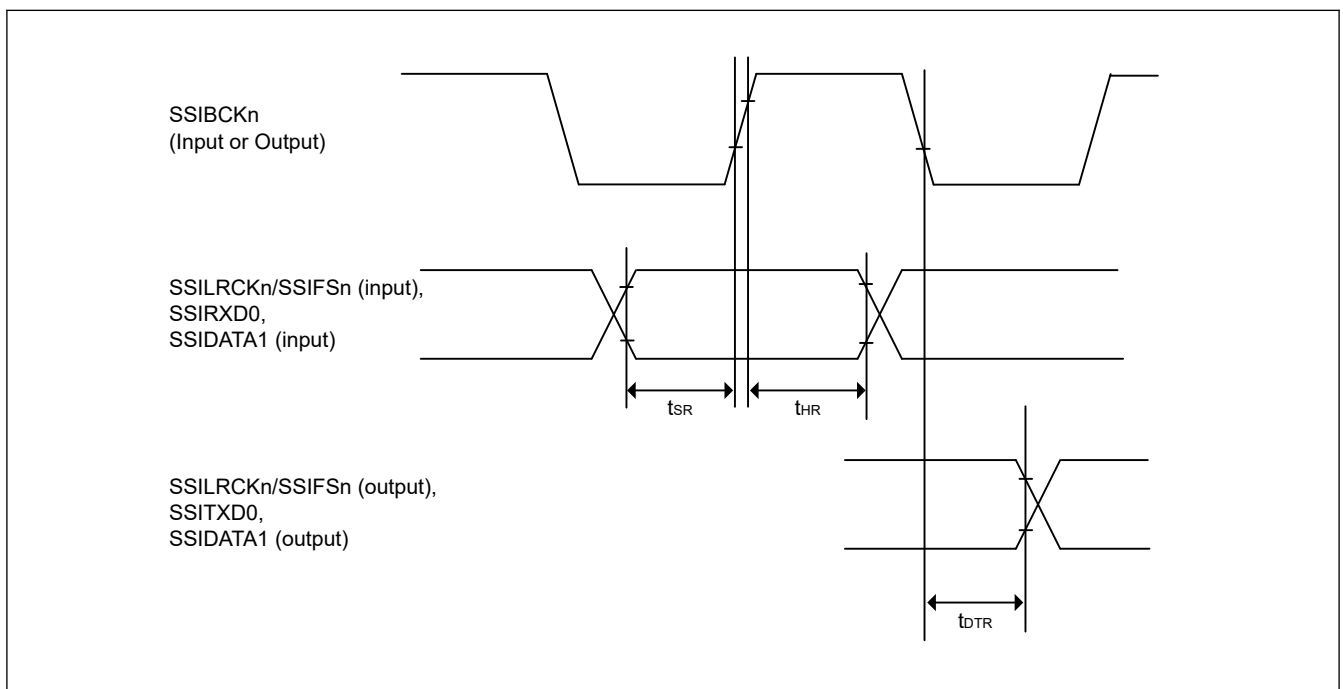 SSIBCKn
(Input or Output)
SSILRCKn/SSIFSn (input),
SSIRXD0,
SSIDATA1 (input)
tSR
tHR
SSILRCKn/SSIFSn (output),
SSITXD0,
SSIDATA1 (output)
tDTR